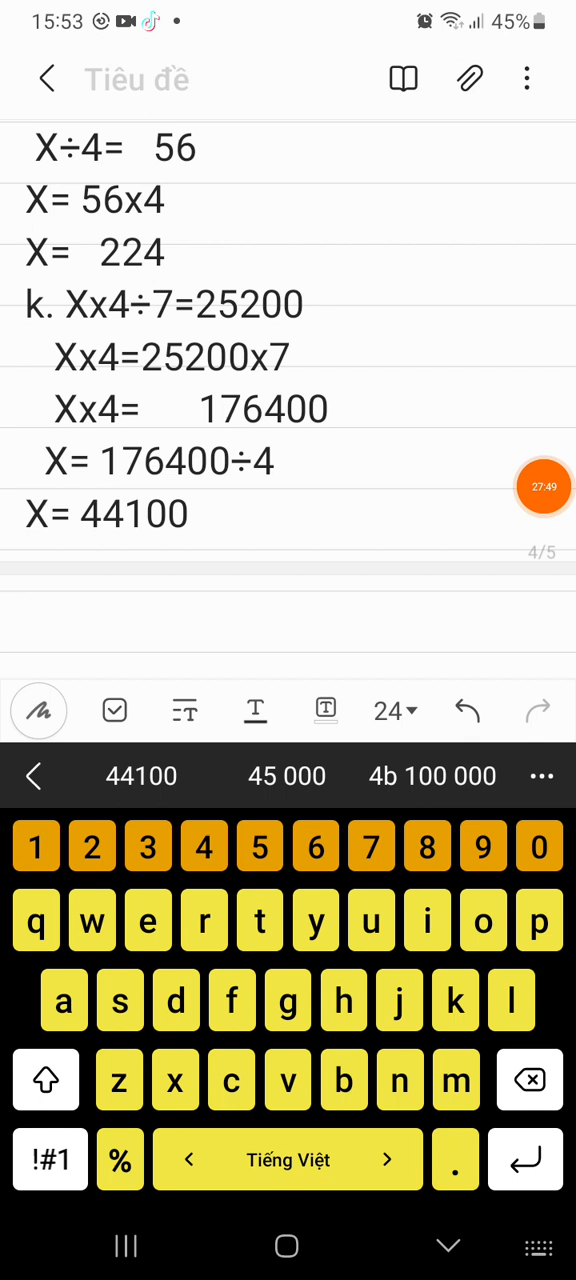 15:53 45%
Tiêu đề
X÷4= 56
X= 56x4
X= 224
k. Xx4÷7=25200
Xx4=25200x7
Xx4= 176400
X= 176400÷4
27:49
X= 44100
4/5
T T T 24
44100 45 000 4b 100 000 ...
1 2 3 4 5 6 7 8 9 0
q w e r t y u i o p
a s d f g h j k l
z x c v b n m
!#1 % < Tiếng Việt > .